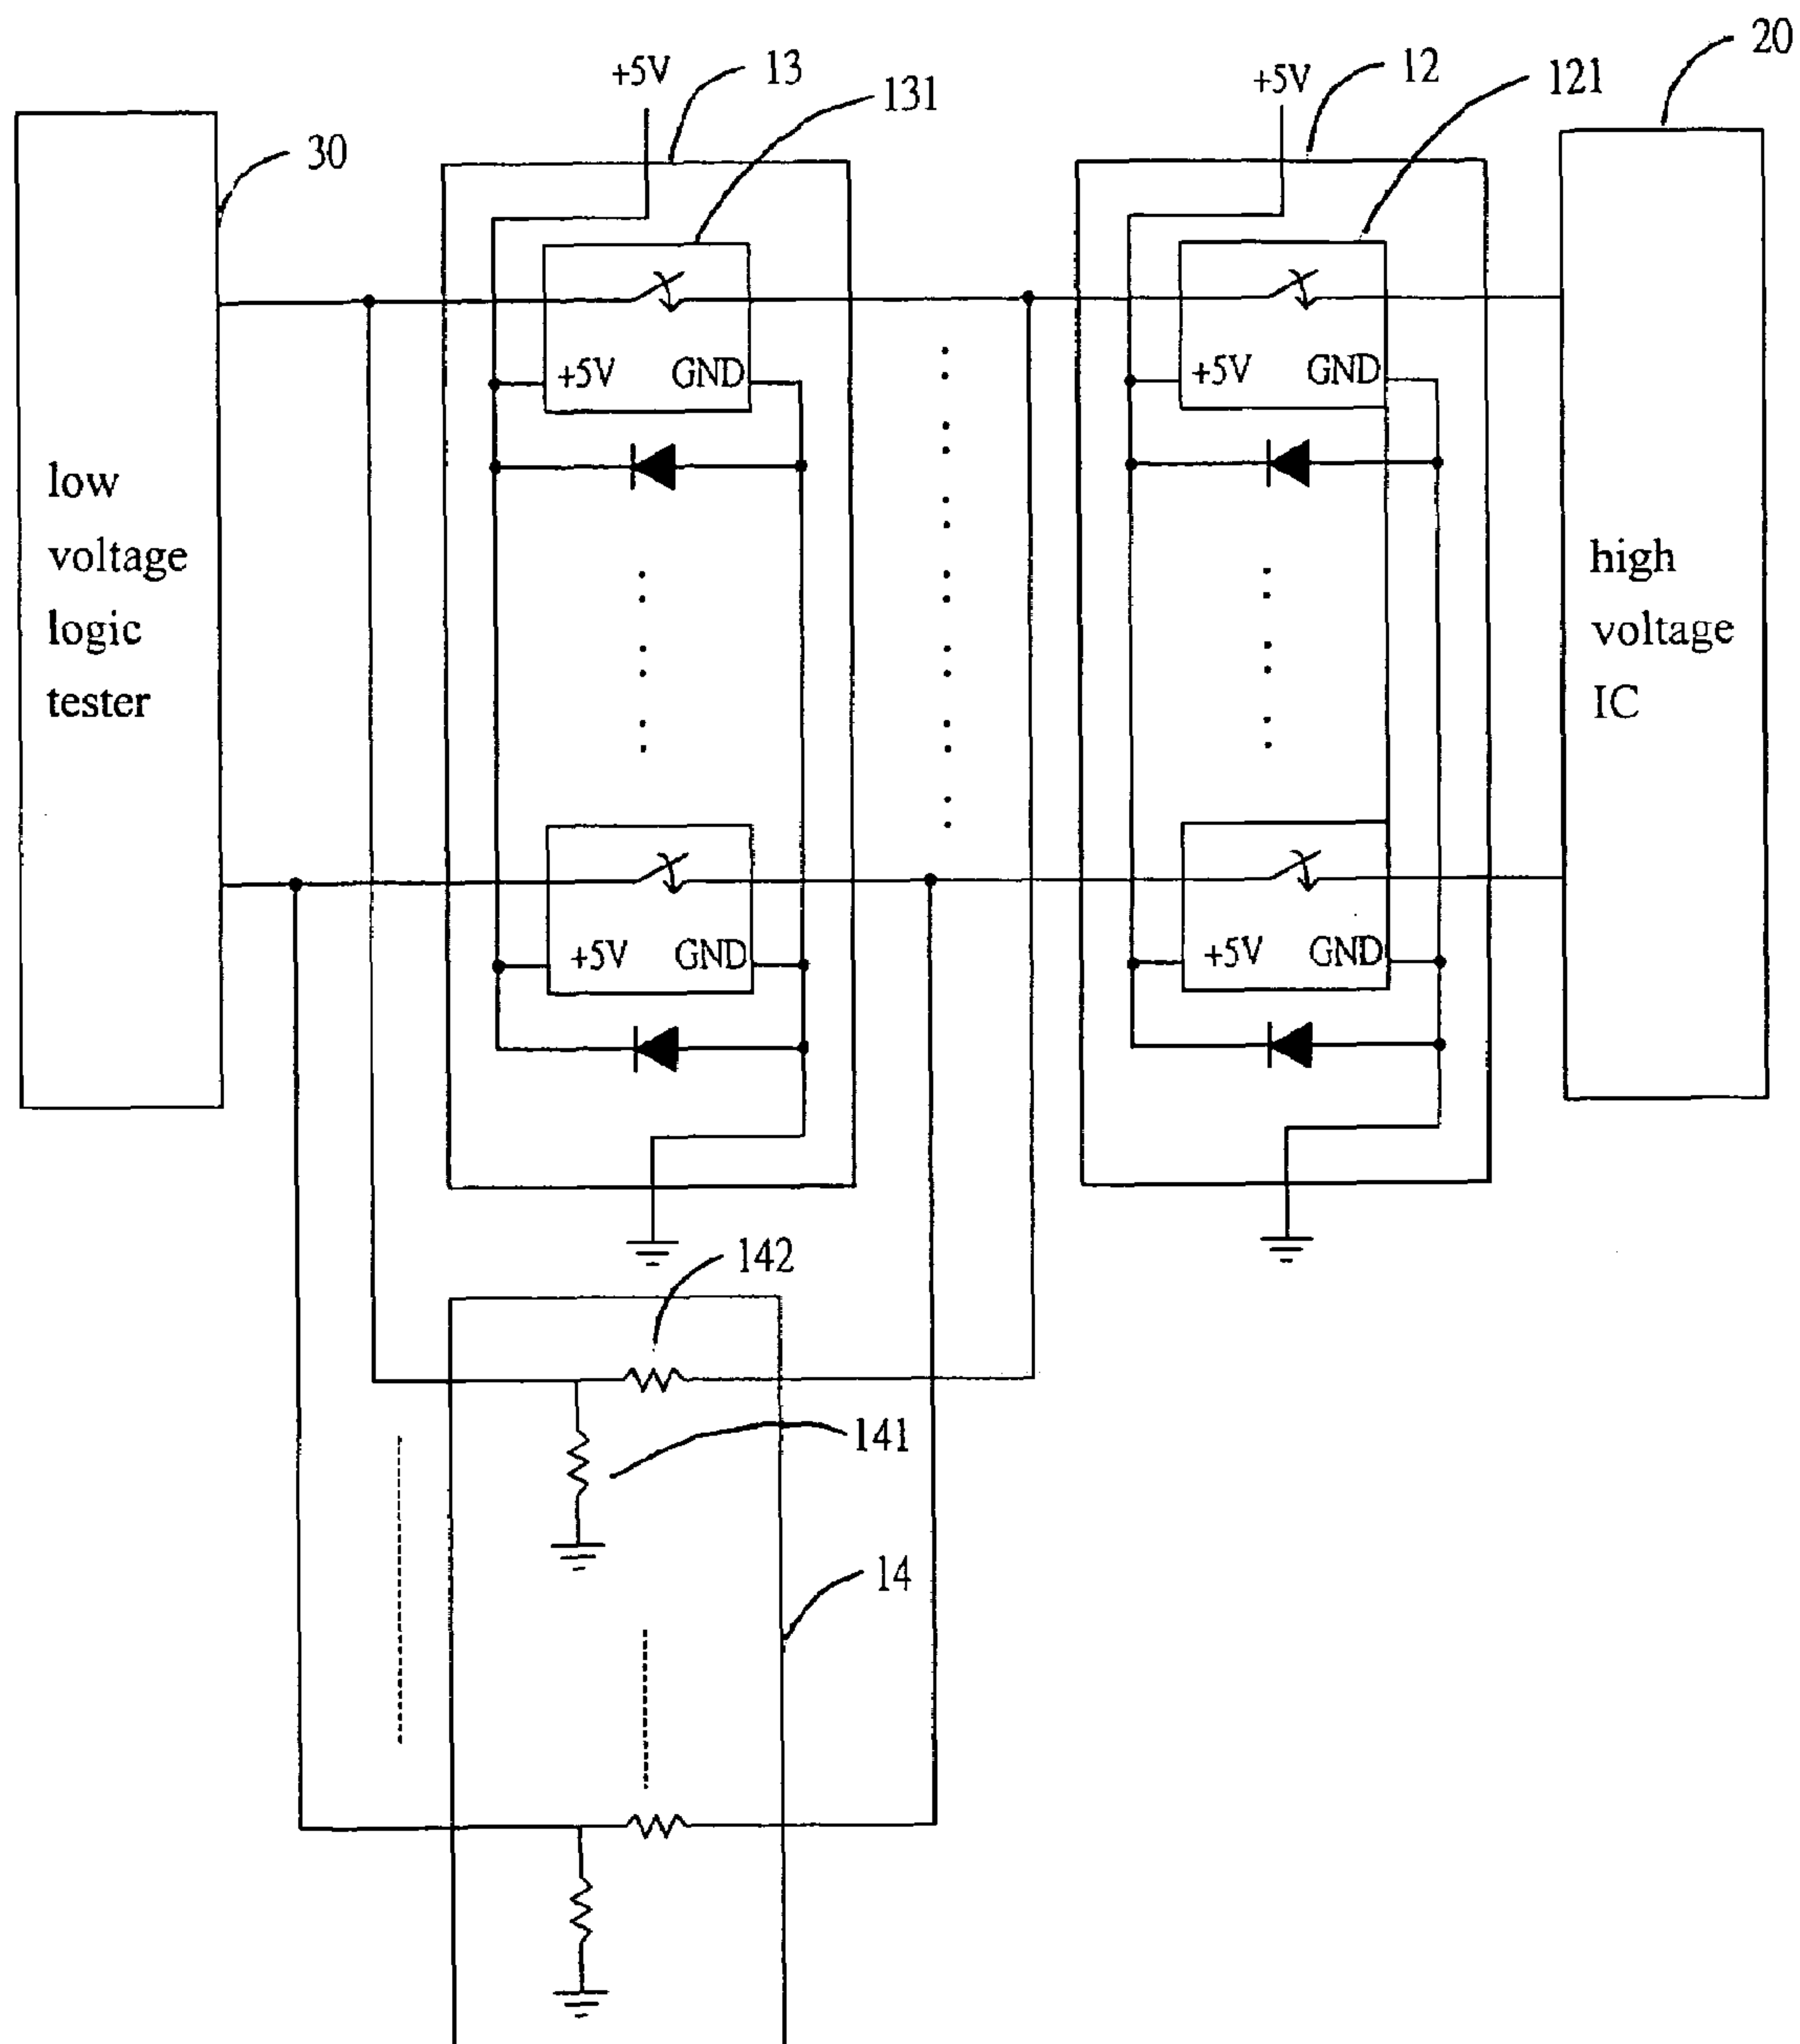 20
+5V
13
+5V
12
121
131
30
+5V GND
+5V GND
low
voltage
logic
tester
high
voltage
IC
+5V GND
+5V GND
142
141
14